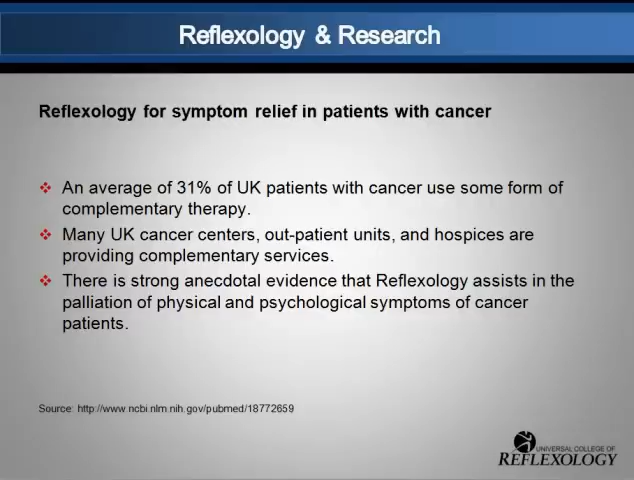 Reflexology & Research
Reflexology for symptom relief in patients with cancer
An average of 31% of UK patients with cancer use some form of
complementary therapy.
Many UK cancer centers, out-patient units, and hospices are
providing complementary services.
There is strong anecdotal evidence that Reflexology assists in the
palliation of physical and psychological symptoms of cancer
patients.
Source: http://www.ncbi.nlm.nih.gov/pubmed/18772659
UNIVERSAL COLLEGE OF
REFLEXOLOGY